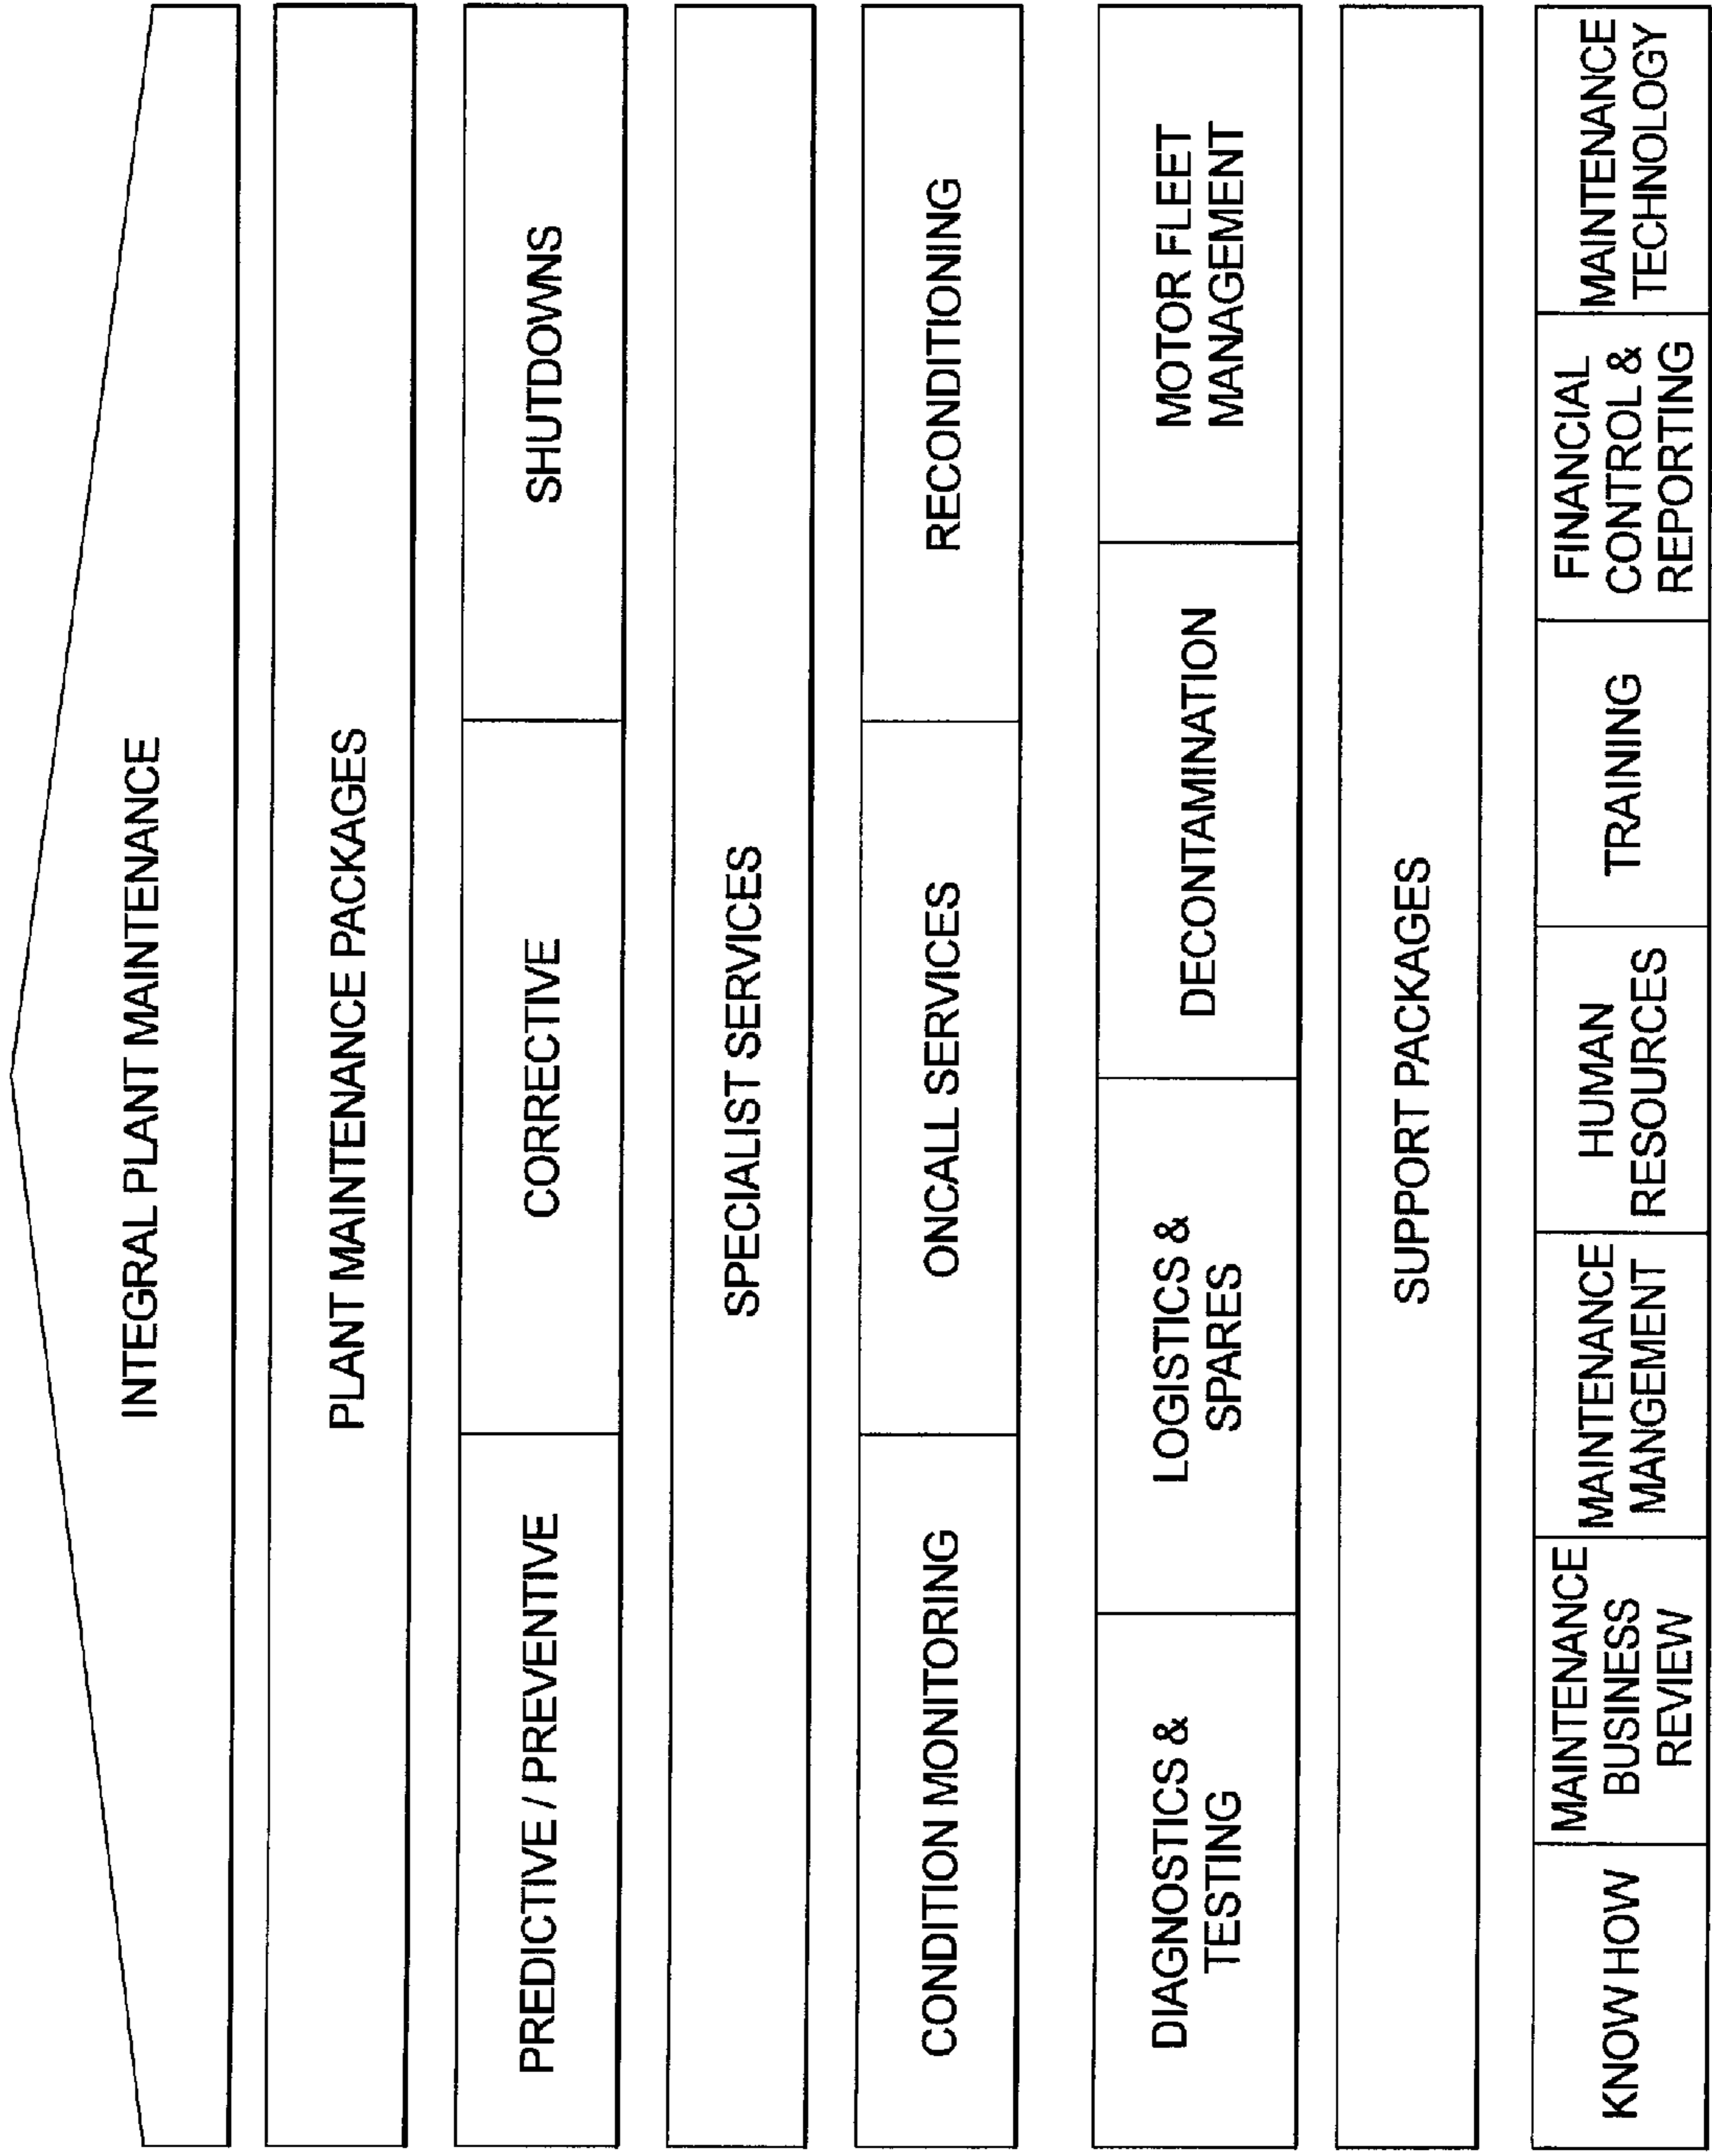 INTEGRAL PLANT MAINTENANCE
PLANT MAINTENANCE PACKAGES
PREDICTIVE / PREVENTIVE
CORRECTIVE
SHUTDOWNS
SPECIALIST SERVICES
CONDITION MONITORING
ONCALL SERVICES
RECONDITIONING
DIAGNOSTICS &
TESTING
LOGISTICS &
SPARES
DECONTAMINATION
MOTOR FLEET
MANAGEMENT
SUPPORT PACKAGES
KNOW HOW
MAINTENANCE
BUSINESS
REVIEW
MAINTENANCE
MANGEMENT
HUMAN
RESOURCES
TRAINING
FINANCIAL
CONTROL &
REPORTING
MAINTENANCE
TECHNOLOGY